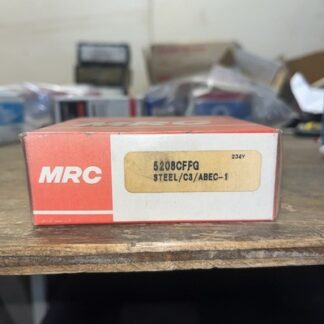 MRC
234Y
5208CFFG
STEEL/C3/ABEC-1